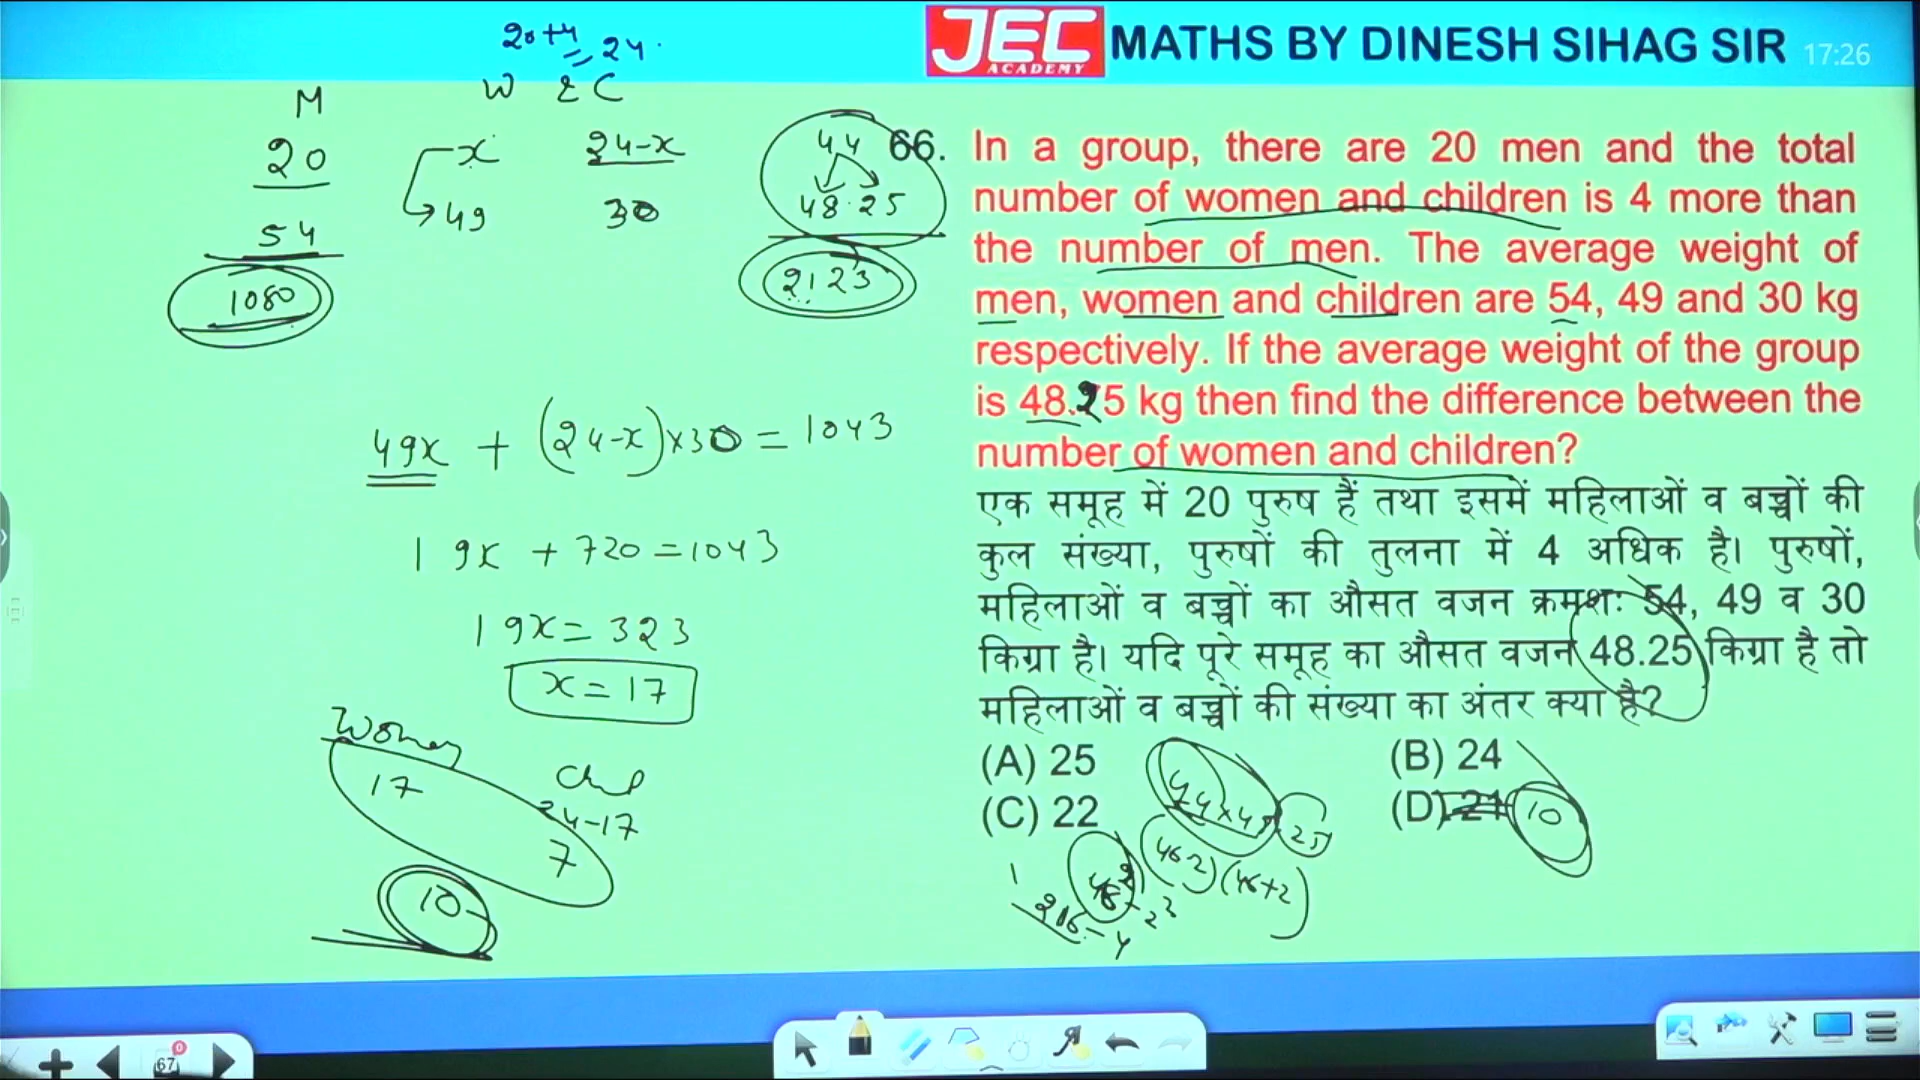 JEC
ACADEMY
MATHS BY DINESH SIHAG SIR
17:26
20+4
= 24
M
W & C
20
x
24-x
54
49
30
1080
44
48.25
2123
49x + (24-x)×30 = 1043
19x + 720 = 1043
19x = 323
x = 17
Women
17
24-17
7
10
66. In a group, there are 20 men and the total
number of women and children is 4 more than
the number of men. The average weight of
men, women and children are 54, 49 and 30 kg
respectively. If the average weight of the group
is 48.25 kg then find the difference between the
number of women and children?
एक समूह में 20 पुरुष हैं तथा इसमें महिलाओं व बच्चों की
कुल संख्या, पुरुषों की तुलना में 4 अधिक है। पुरुषों,
महिलाओं व बच्चों का औसत वजन क्रमशः 54, 49 व 30
किग्रा है। यदि पूरे समूह का औसत वजन 48.25 किग्रा है तो
महिलाओं व बच्चों की संख्या का अंतर क्या है?
(A) 25
(B) 24
(C) 22
(D) 21 10
(46-2)(46+2)
67
0